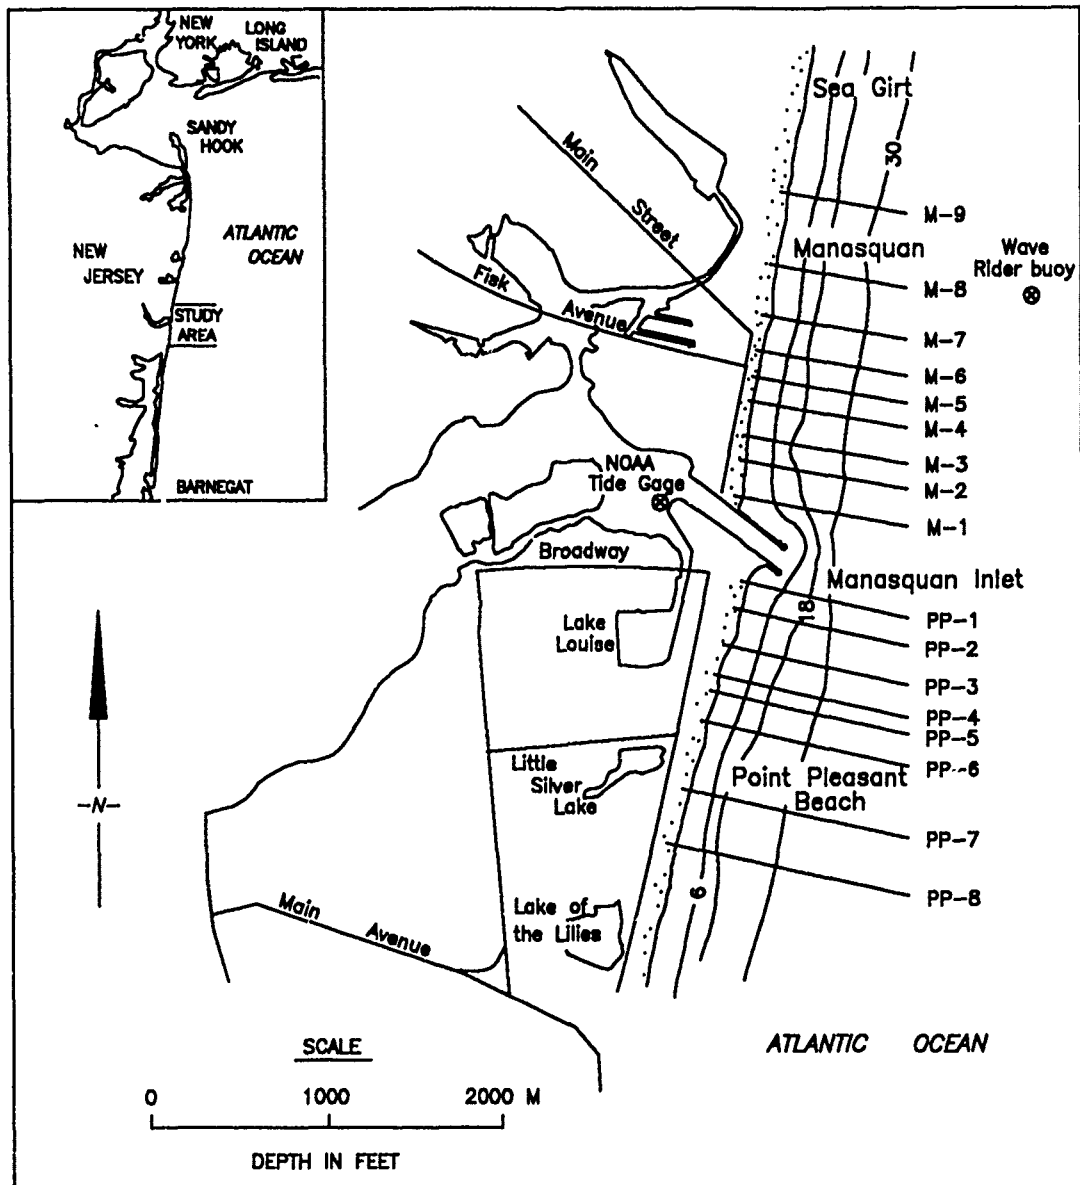 NEW
YORK
LONG
ISLAND
SANDY
HOOK
ATLANTIC
OCEAN
NEW
JERSEY
STUDY
AREA
BARNEGAT
Sea Girt
30
Main
Street
M-9
Manasquan
Wave
Rider buoy
M-8
Fisk
Avenue
M-7
M-6
M-5
M-4
M-3
M-2
M-1
NOAA
Tide Gage
Broadway
Manasquan Inlet
18
PP-1
PP-2
PP-3
PP-4
PP-5
PP-6
PP-7
PP-8
Lake
Louise
Little
Silver
Lake
Point Pleasant
Beach
6
-N-
Main
Avenue
Lake of
the Lilies
ATLANTIC OCEAN
SCALE
0 1000 2000 M
DEPTH IN FEET